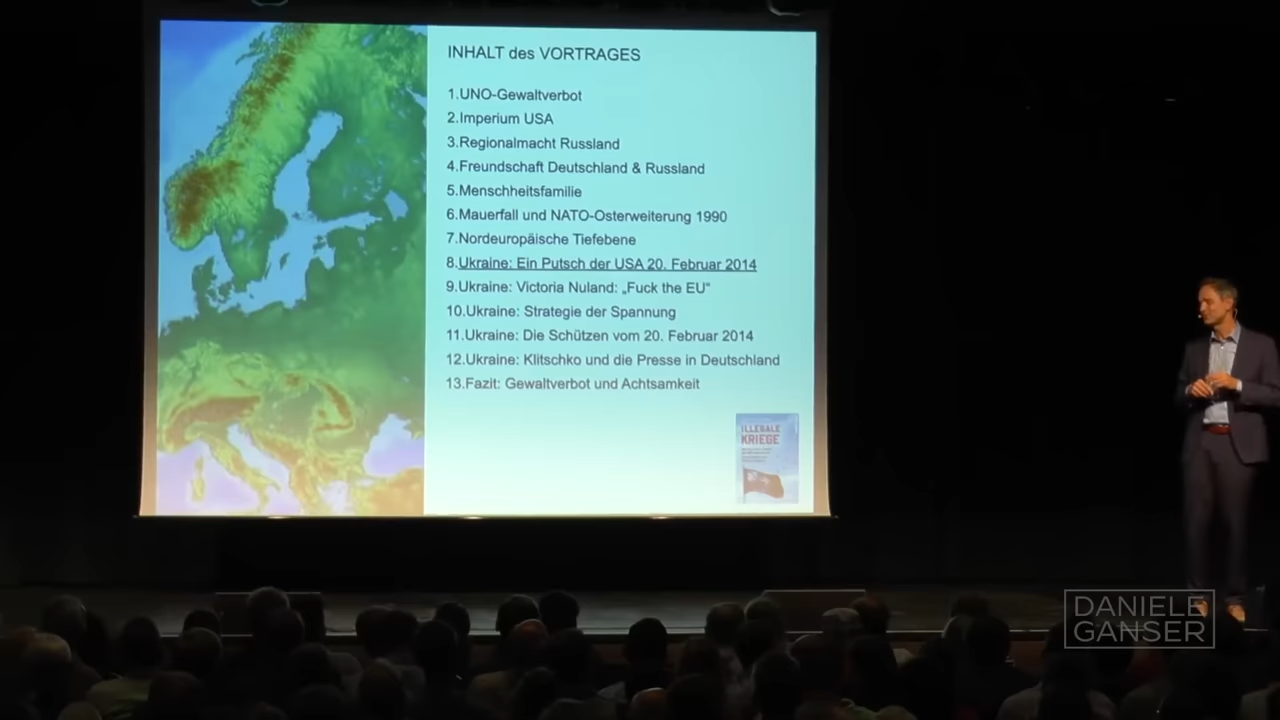 INHALT des VORTRAGES
1.UNO-Gewaltverbot
2.Imperium USA
3.Regionalmacht Russland
4.Freundschaft Deutschland & Russland
5.Menschheitsfamilie
6.Mauerfall und NATO-Osterweiterung 1990
7.Nordeuropäische Tiefebene
8.Ukraine: Ein Putsch der USA 20. Februar 2014
9.Ukraine: Victoria Nuland: „Fuck the EU"
10.Ukraine: Strategie der Spannung
11.Ukraine: Die Schützen vom 20. Februar 2014
12.Ukraine: Klitschko und die Presse in Deutschland
13.Fazit: Gewaltverbot und Achtsamkeit
ILLEGALE
KRIEGE
DANIELE
GANSER